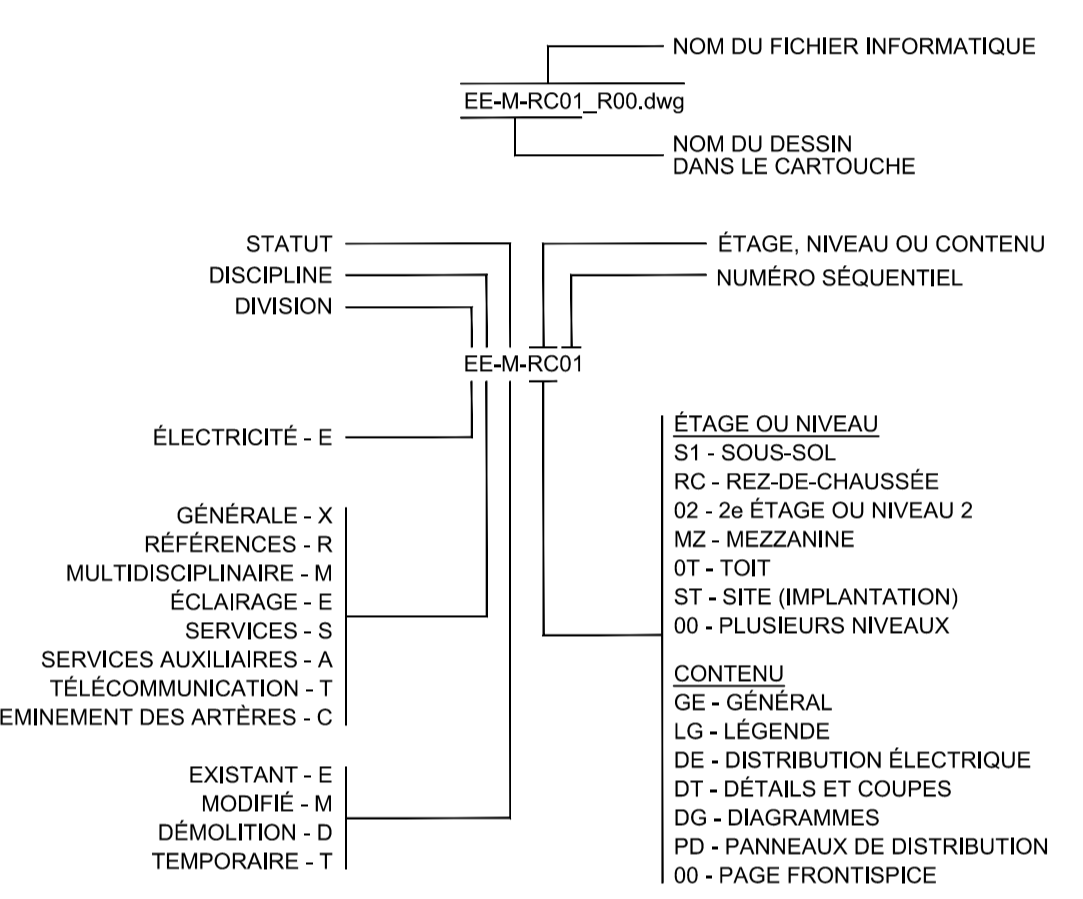 NOM DU FICHIER INFORMATIQUE
EE-M-RC01_R00.dwg
NOM DU DESSIN
DANS LE CARTOUCHE
STATUT
DISCIPLINE
DIVISION
ÉTAGE, NIVEAU OU CONTENU
NUMÉRO SÉQUENTIEL
EE-M-RC01
ÉLECTRICITÉ - E
GÉNÉRALE - X
RÉFÉRENCES - R
MULTIDISCIPLINAIRE - M
ÉCLAIRAGE - E
SERVICES - S
SERVICES AUXILIAIRES - A
TÉLÉCOMMUNICATION - T
EMINEMENT DES ARTÈRES - C
EXISTANT - E
MODIFIÉ - M
DÉMOLITION - D
TEMPORAIRE - T
ÉTAGE OU NIVEAU
S1 - SOUS-SOL
RC - REZ-DE-CHAUSSÉE
02 - 2e ÉTAGE OU NIVEAU 2
MZ - MEZZANINE
0T - TOIT
ST - SITE (IMPLANTATION)
00 - PLUSIEURS NIVEAUX
CONTENU
GE - GÉNÉRAL
LG - LÉGENDE
DE - DISTRIBUTION ÉLECTRIQUE
DT - DÉTAILS ET COUPES
DG - DIAGRAMMES
PD - PANNEAUX DE DISTRIBUTION
00 - PAGE FRONTISPICE